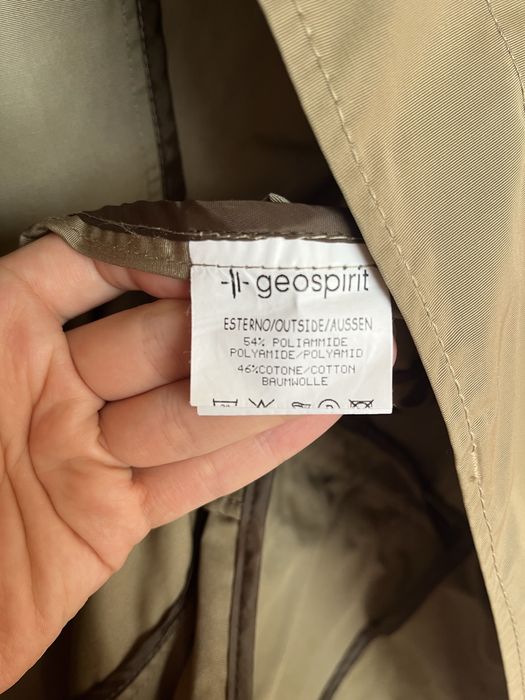 -||- geospirit
ESTERNO/OUTSIDE/AUSSEN
54% POLIAMMIDE
POLYAMIDE/POLYAMID
46%COTONE/COTTON
BAUMWOLLE